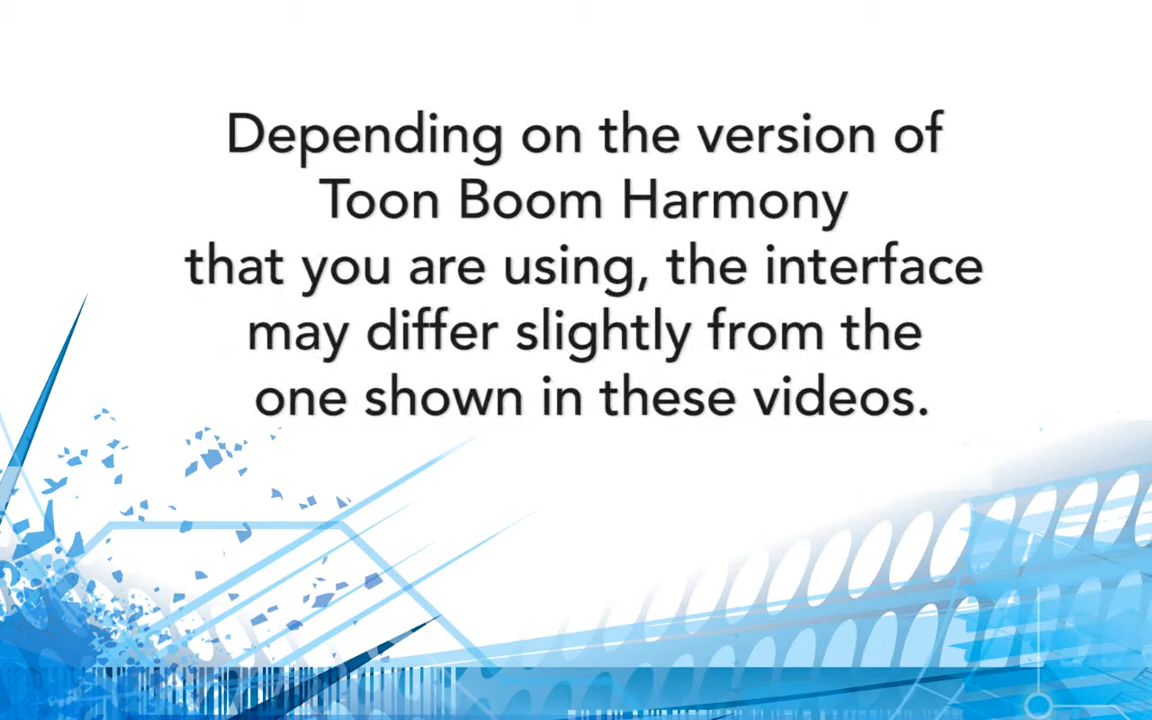 Depending on the version of
Toon Boom Harmony
that you are using, the interface
may differ slightly from the
one shown in these videos.